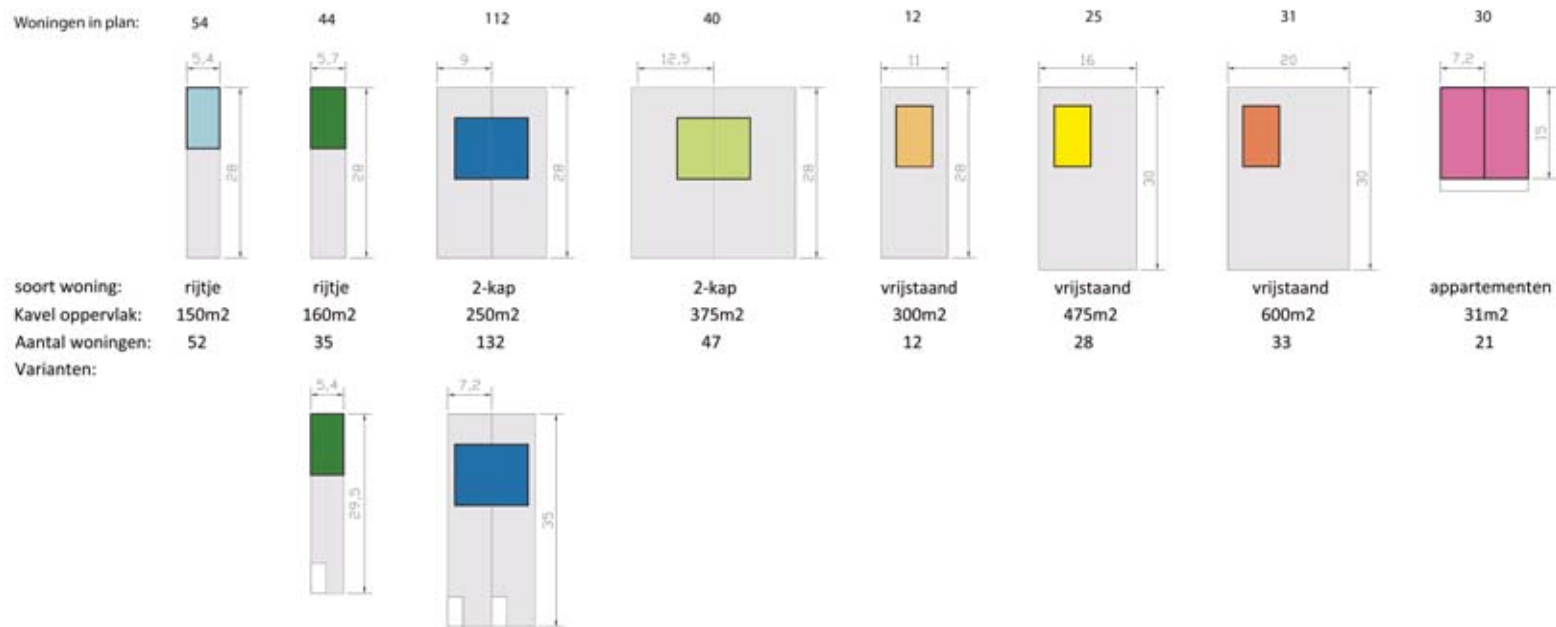 Woningen in plan: 54 44 112 40 12 25 31 30
5,4 5,7 9 12,5 11 16 20 7,2
28 28 28 28 28 30 30 15
soort woning: rijtje rijtje 2-kap 2-kap vrijstaand vrijstaand vrijstaand appartementen
Kavel oppervlak: 150m2 160m2 250m2 375m2 300m2 475m2 600m2 31m2
Aantal woningen: 52 35 132 47 12 28 33 21
Varianten:
5,4 7,2
29,5 35